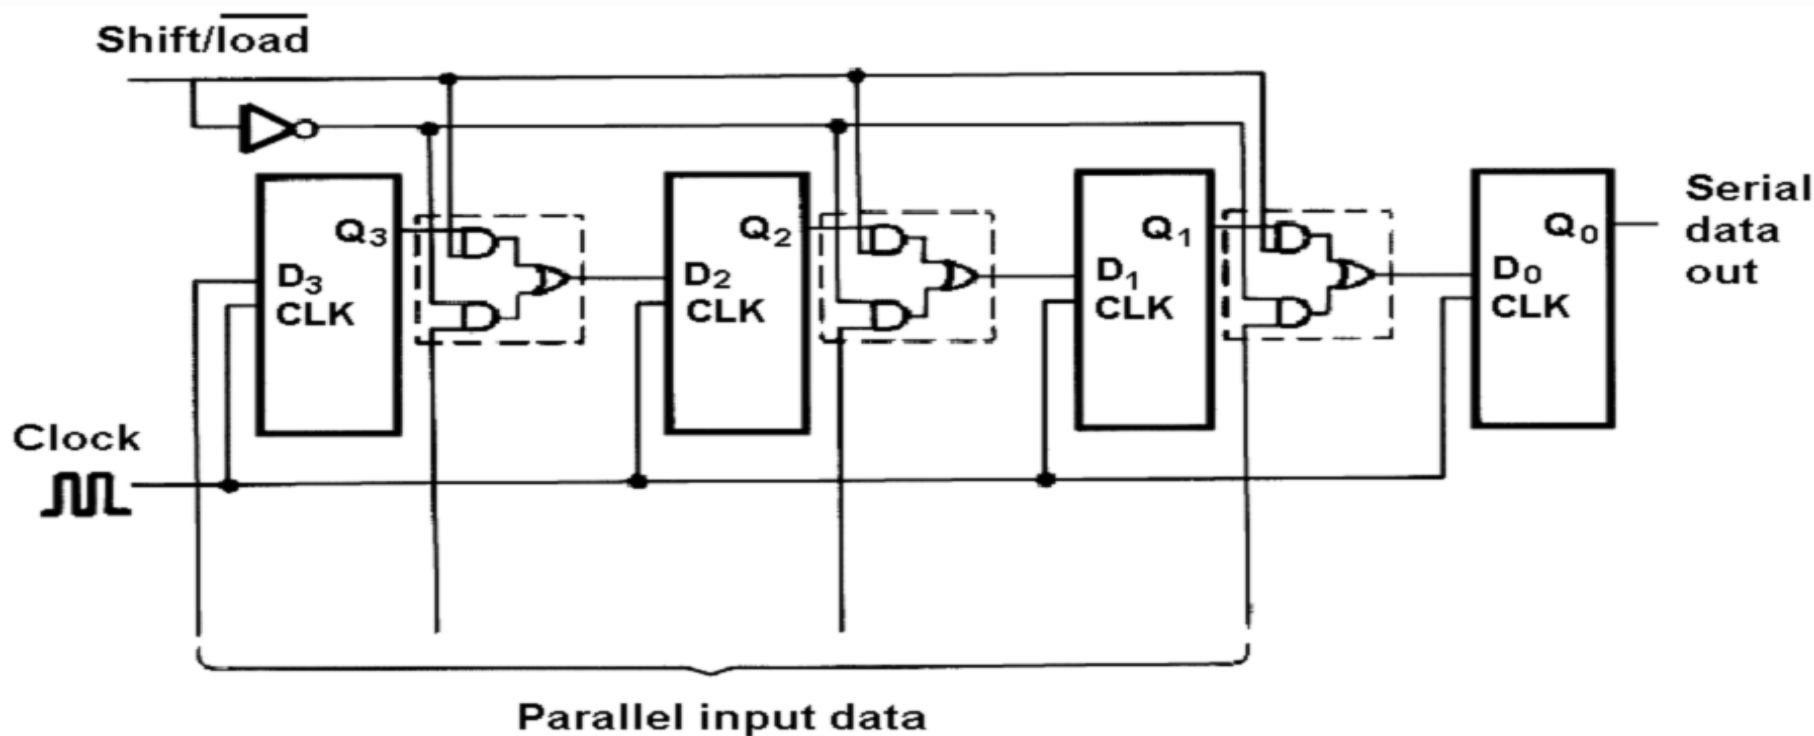 Shift/load
Q3
D3
CLK
Q2
D2
CLK
Q1
D1
CLK
Q0
D0
CLK
Serial
data
out
Clock
Parallel input data